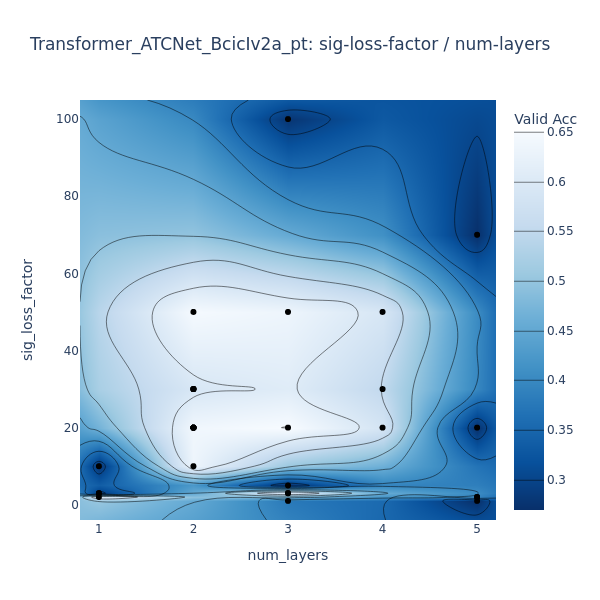 Transformer_ATCNet_BcicIv2a_pt: sig-loss-factor / num-layers
Valid Acc
100
80
60
40
20
0
sig_loss_factor
1 2 3 4 5
num_layers
0.65
0.6
0.55
0.5
0.45
0.4
0.35
0.3